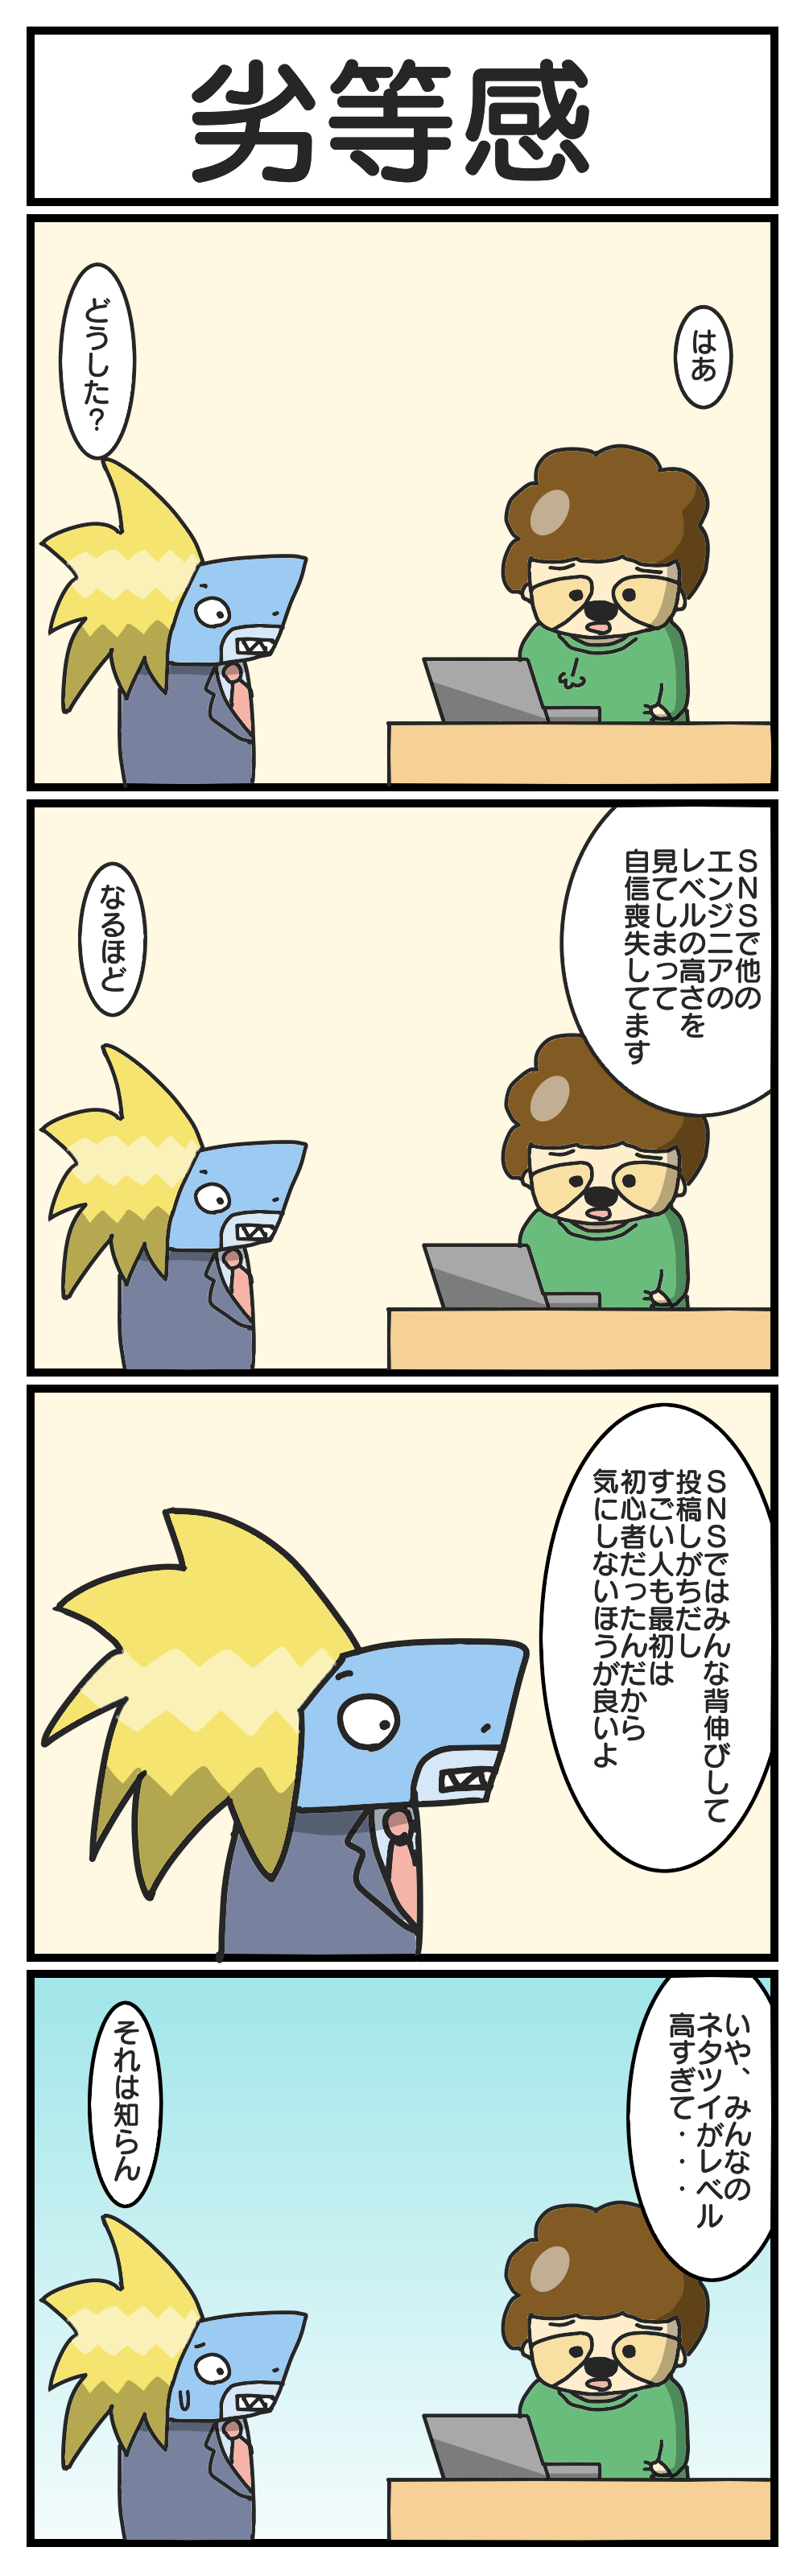 劣等感
はあ
どうした?
SNSで他の
エンジニアの
レベルの高さを
見てしまって
自信喪失してます
なるほど
SNSではみんな背伸びして
投稿しがちだし
すごい人も最初は
初心者だったんだから
気にしないほうが良いよ
いや、みんなの
ネタツイがレベル
高すぎて・・・
それは知らん